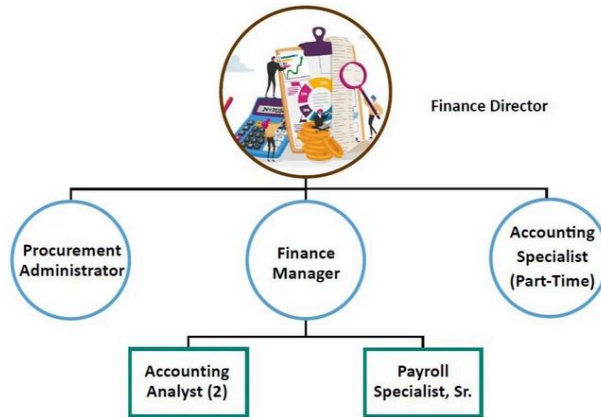 Finance Director
Procurement
Administrator
Finance
Manager
Accounting
Specialist
(Part-Time)
Accounting
Analyst (2)
Payroll
Specialist, Sr.